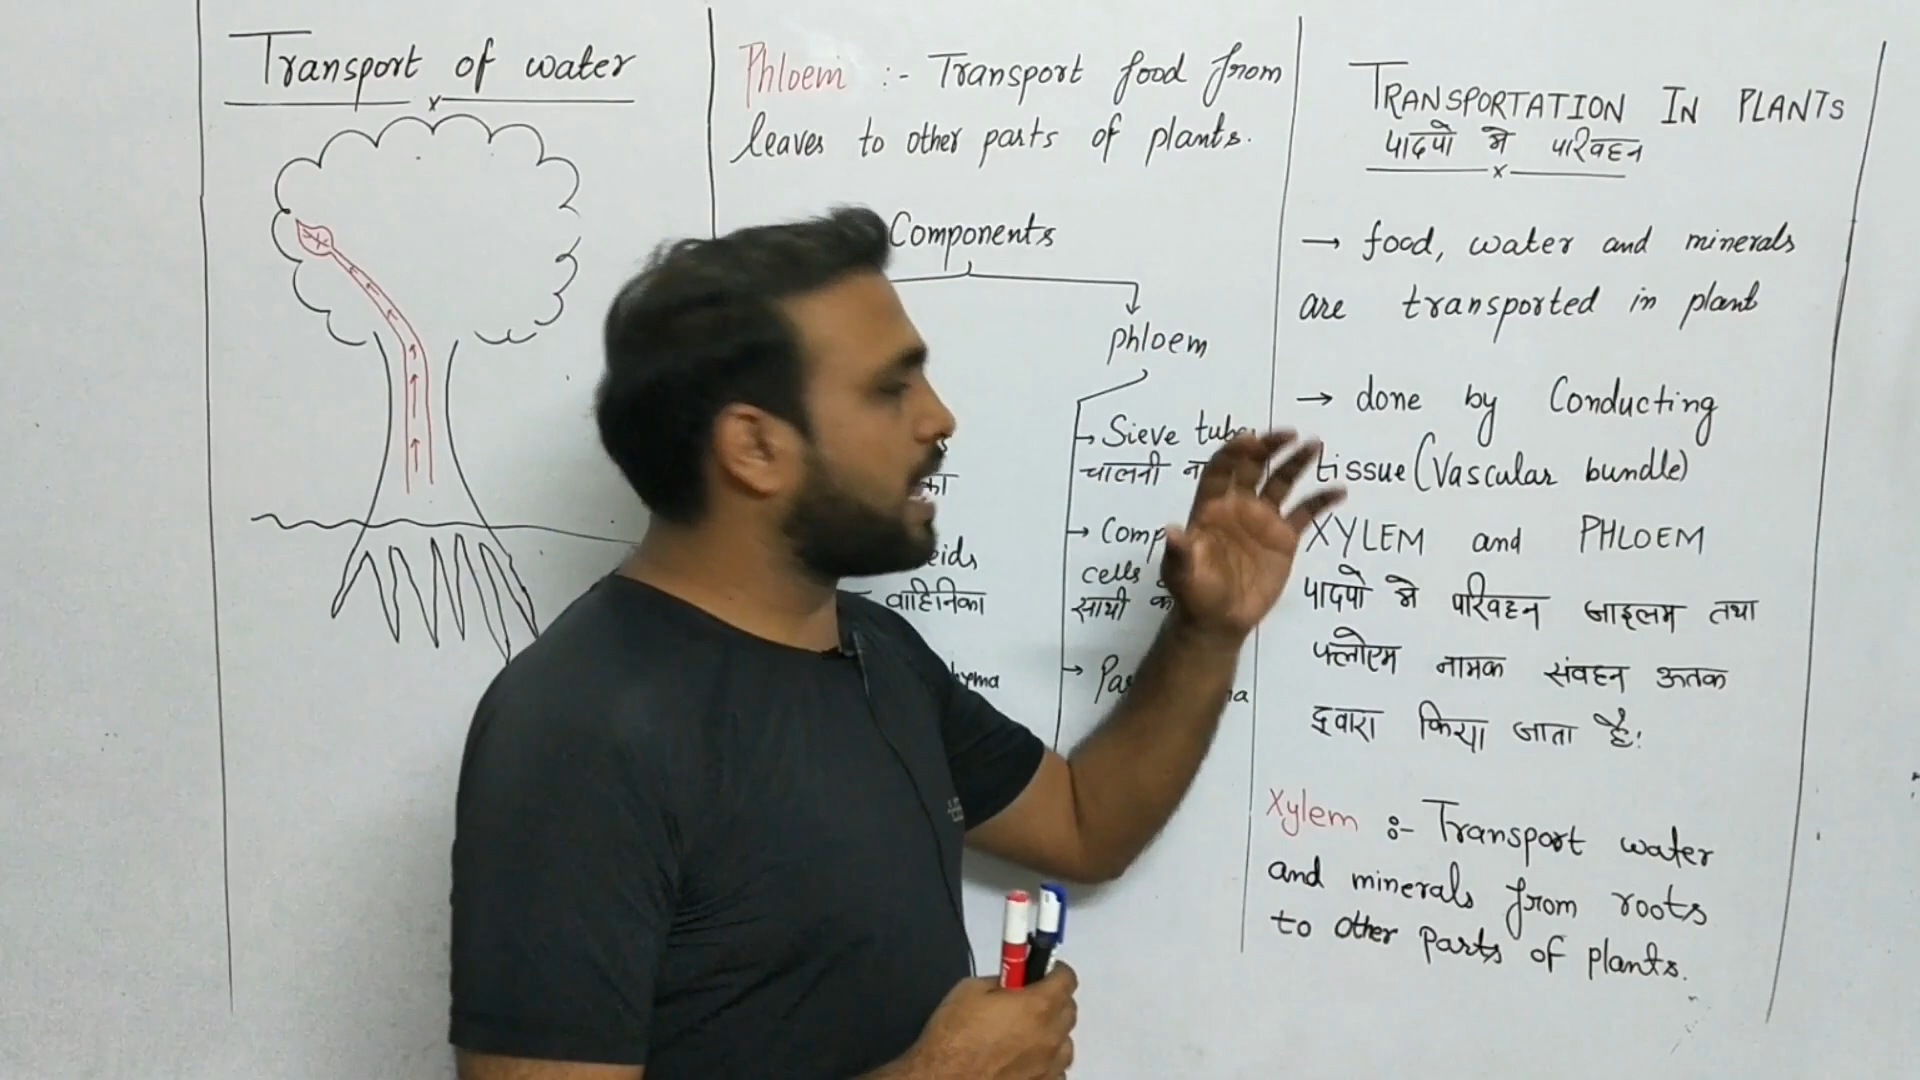 Transport of water
Phloem :- Transport food from
leaves to other parts of plants.
Components
phloem
→ Sieve
चालनी
→
cells
साथी
→
वाहिनिका
TRANSPORTATION IN PLANTS
पादपो मे परिवहन
→ food, water and minerals
are transported in plant
→ done by Conducting
tissue (Vascular bundle)
XYLEM and PHLOEM
पादपो मे परिवहन जाइलम तथा
फ्लोएम नामक संवहन ऊतक
द्वारा किया जाता है।
Xylem :- Transport water
and minerals from roots
to other parts of plants.